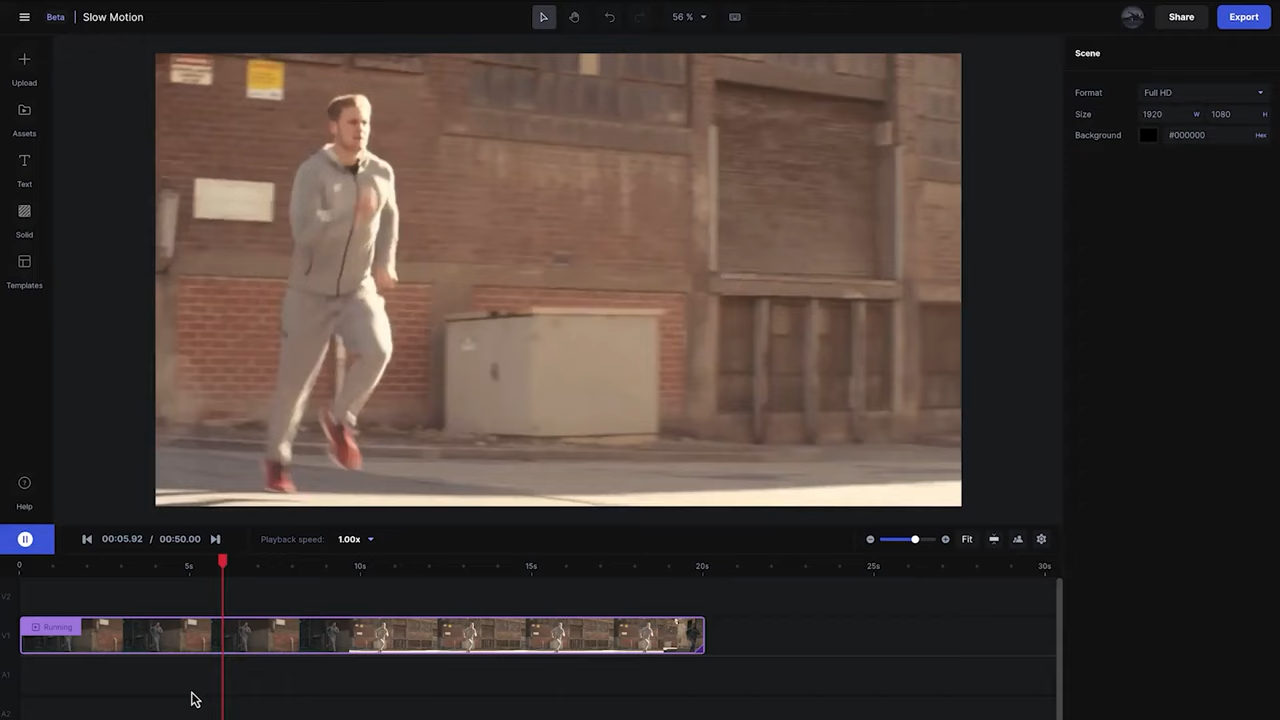 Beta Slow Motion
56 %
Share Export
Upload
Assets
Text
Solid
Templates
Help
Scene
Format Full HD
Size 1920 W 1080 H
Background #000000 Hex
00:05.92 / 00:50.00
Playback speed: 1.00x
Fit
0 5s 10s 15s 20s 25s 30s
V2
V1
Running
A1
A2